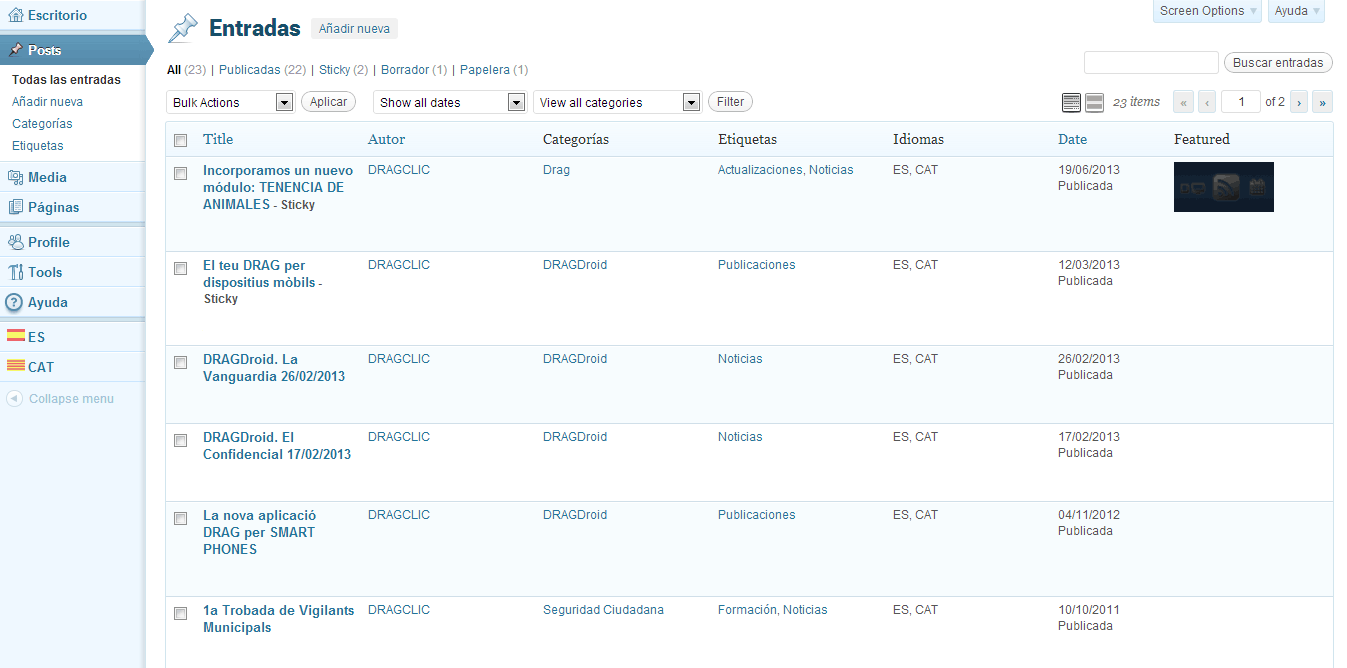 Escritorio
Posts
Todas las entradas
Añadir nueva
Categorías
Etiquetas
Media
Páginas
Profile
Tools
Ayuda
ES
CAT
Collapse menu
Screen Options
Ayuda
Entradas
Añadir nueva
All (23) | Publicadas (22) | Sticky (2) | Borrador (1) | Papelera (1)
Buscar entradas
Bulk Actions
Aplicar
Show all dates
View all categories
Filter
23 items
«
‹
1
of 2
›
»
Title
Autor
Categorías
Etiquetas
Idiomas
Date
Featured
Incorporamos un nuevo
módulo: TENENCIA DE
ANIMALES - Sticky
DRAGCLIC
Drag
Actualizaciones, Noticias
ES, CAT
19/06/2013
Publicada
El teu DRAG per
dispositius mòbils -
Sticky
DRAGCLIC
DRAGDroid
Publicaciones
ES, CAT
12/03/2013
Publicada
DRAGDroid. La
Vanguardia 26/02/2013
DRAGCLIC
DRAGDroid
Noticias
ES, CAT
26/02/2013
Publicada
DRAGDroid. El
Confidencial 17/02/2013
DRAGCLIC
DRAGDroid
Noticias
ES, CAT
17/02/2013
Publicada
La nova aplicació
DRAG per SMART
PHONES
DRAGCLIC
DRAGDroid
Publicaciones
ES, CAT
04/11/2012
Publicada
1a Trobada de Vigilants
Municipals
DRAGCLIC
Seguridad Ciudadana
Formación, Noticias
ES, CAT
10/10/2011
Publicada